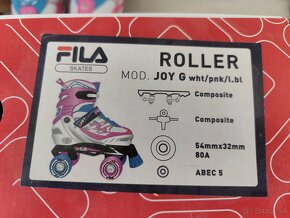 FILA
SKATES
ROLLER
MOD. JOY G wht/pnk/l.bl
Composite
Composite
54mmx32mm
80A
ABEC 5